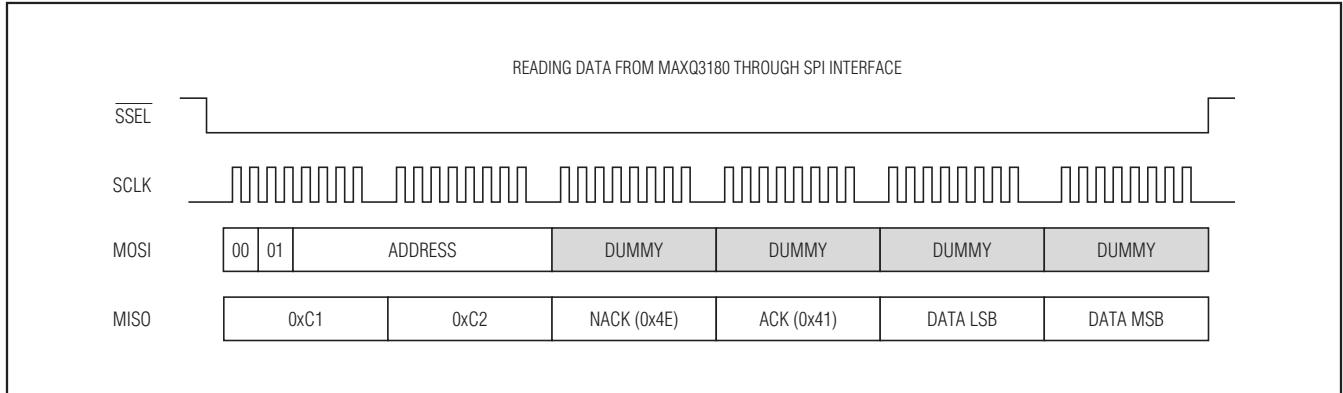 READING DATA FROM MAXQ3180 THROUGH SPI INTERFACE
SSEL
SCLK
MOSI 00 01 ADDRESS DUMMY DUMMY DUMMY DUMMY
MISO 0xC1 0xC2 NACK (0x4E) ACK (0x41) DATA LSB DATA MSB